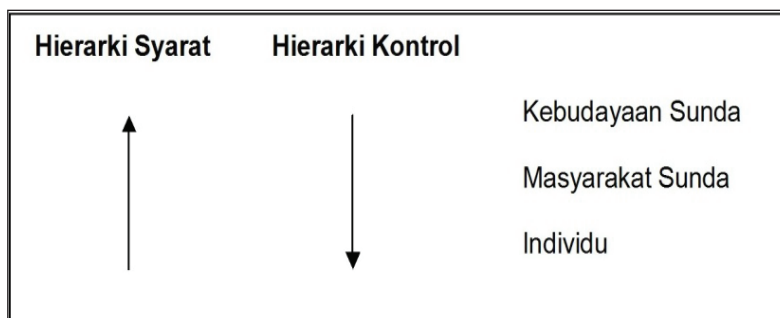 Hierarki Syarat Hierarki Kontrol
Kebudayaan Sunda
Masyarakat Sunda
Individu